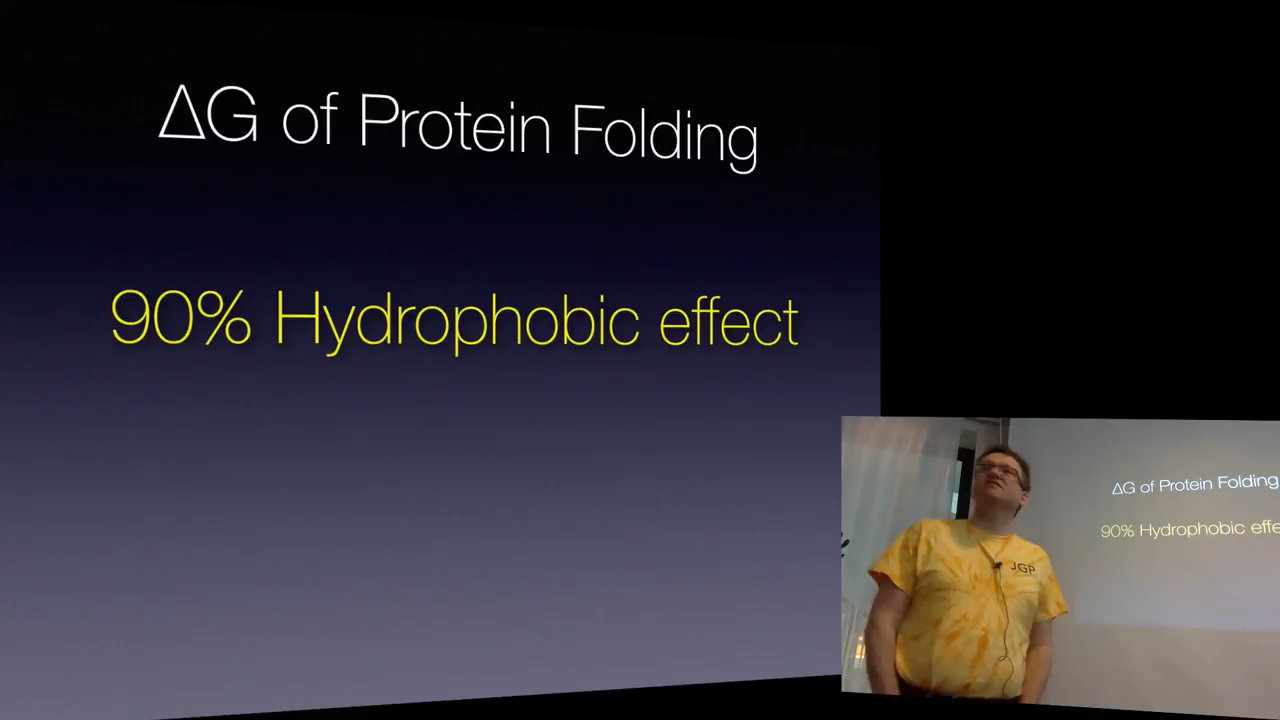 ΔG of Protein Folding
90% Hydrophobic effect
ΔG of Protein Folding
90% Hydrophobic effe
JGP